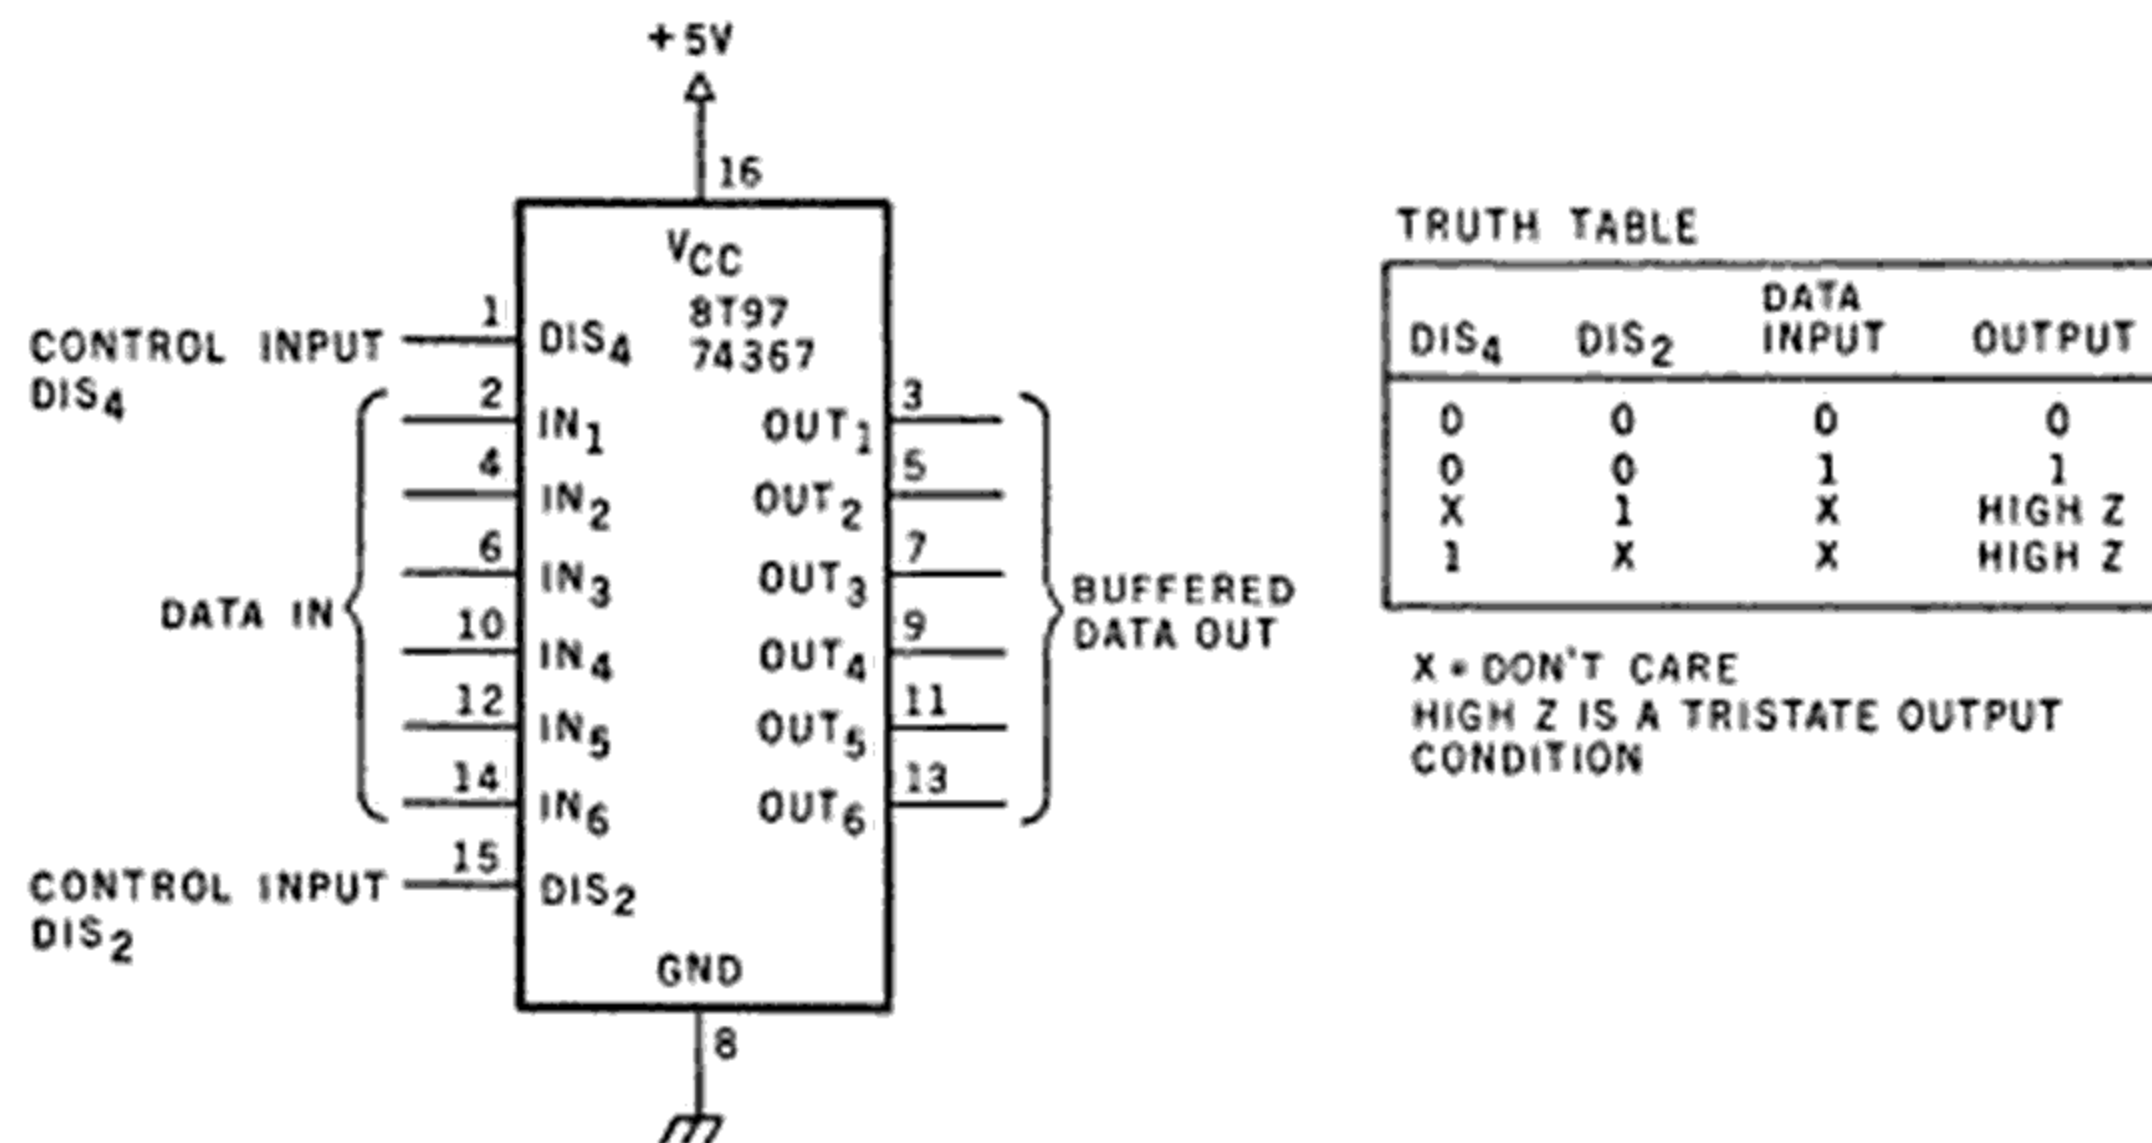 +5V
16
VCC
8T97
74367
CONTROL INPUT
DIS4
1
DIS4
2
IN1
OUT1
3
4
IN2
OUT2
5
6
IN3
OUT3
7
DATA IN
10
IN4
OUT4
9
12
IN5
OUT5
11
14
IN6
OUT6
13
BUFFERED
DATA OUT
CONTROL INPUT
DIS2
15
DIS2
GND
8
TRUTH TABLE
DIS4 DIS2 DATA INPUT OUTPUT
0 0 0 0
0 0 1 1
X 1 X HIGH Z
1 X X HIGH Z
X = DON'T CARE
HIGH Z IS A TRISTATE OUTPUT
CONDITION